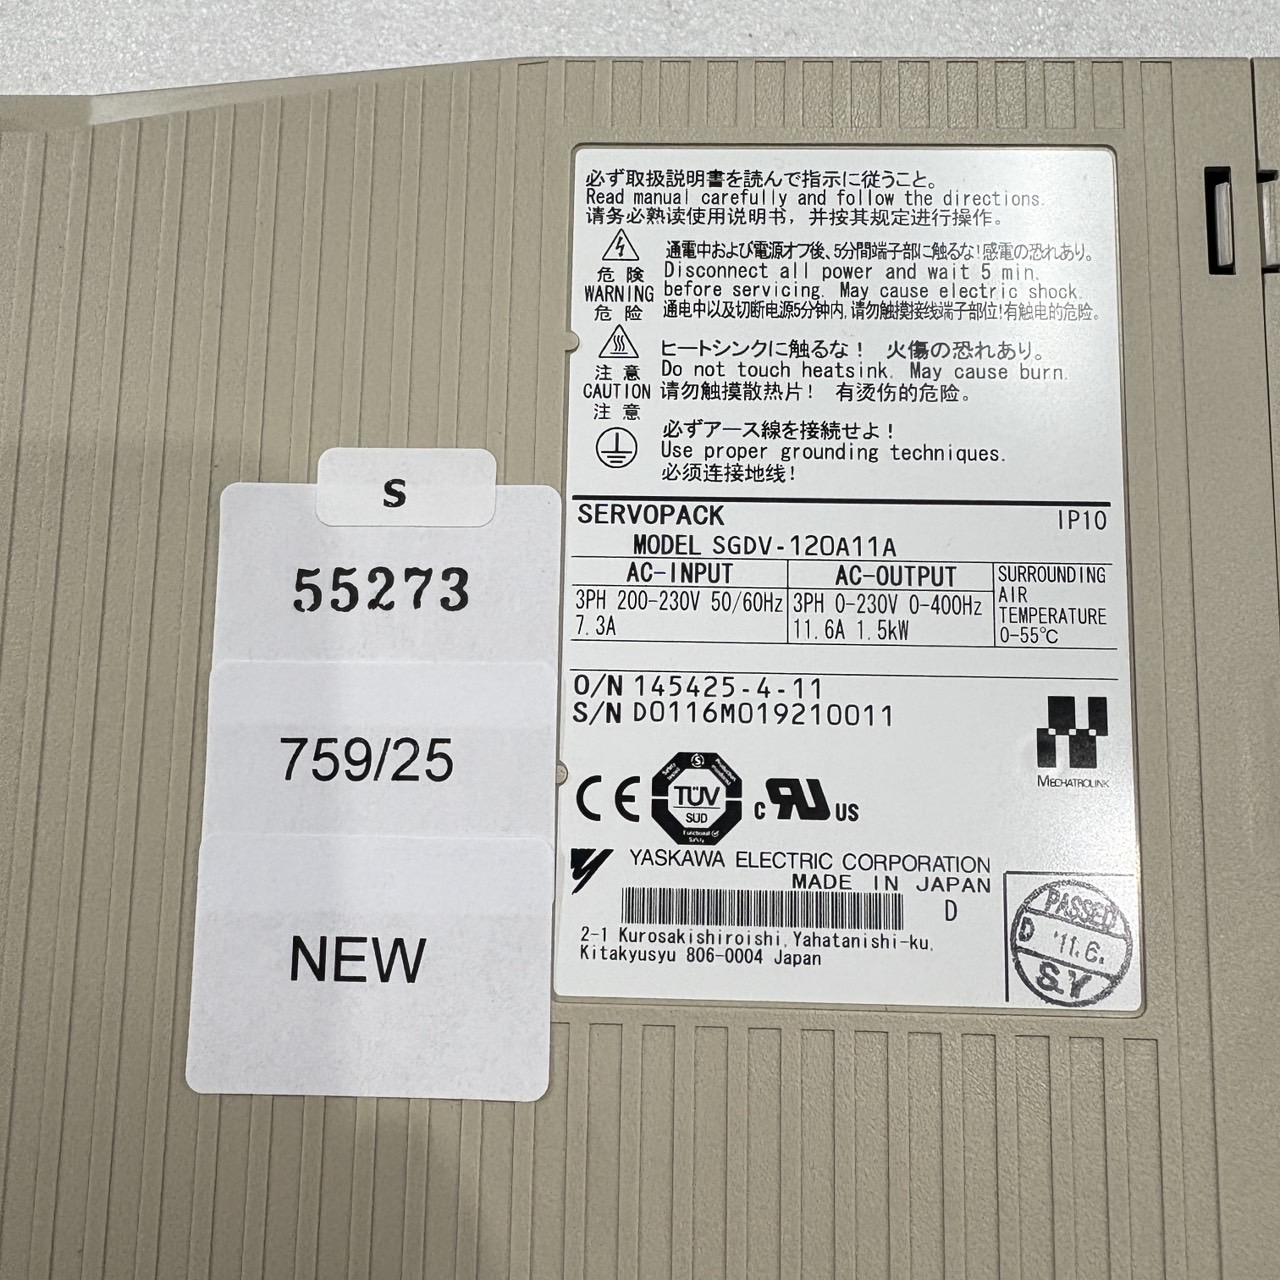 必ず取扱説明書を読んで指示に従うこと。
Read manual carefully and follow the directions.
请务必熟读使用说明书，并按其规定进行操作。
危険
WARNING
危险
通電中および電源オフ後、5分間端子部に触るな!感電の恐れあり。
Disconnect all power and wait 5 min.
before servicing. May cause electric shock.
通电中以及切断电源5分钟内,请勿触摸接线端子部位!有触电的危险。
注意
CAUTION
注意
ヒートシンクに触るな! 火傷の恐れあり。
Do not touch heatsink. May cause burn.
请勿触摸散热片! 有烫伤的危险。
必ずアース線を接続せよ!
Use proper grounding techniques.
必须连接地线!
SERVOPACK IP10
MODEL SGDV-120A11A
AC-INPUT
3PH 200-230V 50/60Hz
7.3A
AC-OUTPUT
3PH 0-230V 0-400Hz
11.6A 1.5kW
SURROUNDING
AIR
TEMPERATURE
0-55℃
O/N 145425-4-11
S/N D0116M019210011
MECHATROLINK
CE
TÜV
SÜD
Functional
Safety
c RU US
YASKAWA ELECTRIC CORPORATION
MADE IN JAPAN
D
2-1 Kurosakishiroishi, Yahatanishi-ku,
Kitakyusyu 806-0004 Japan
PASSED
D '11.6.
S.Y
S
55273
759/25
NEW